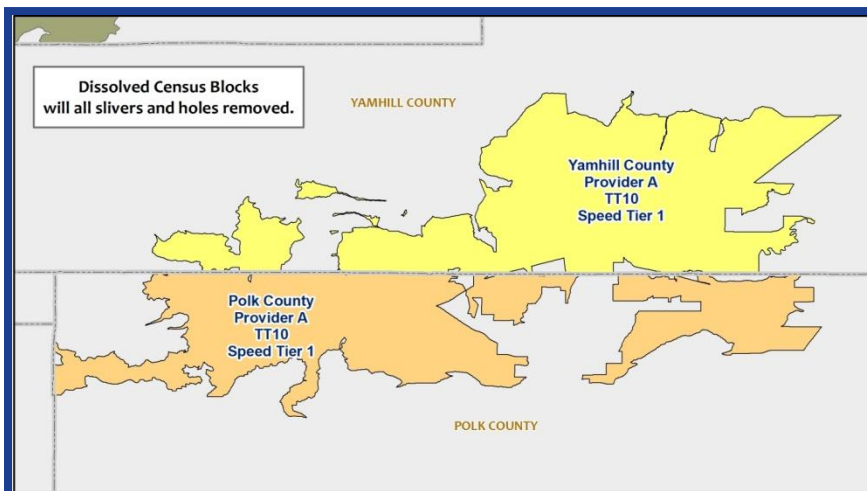 Dissolved Census Blocks
will all slivers and holes removed.
YAMHILL COUNTY
Yamhill County
Provider A
TT10
Speed Tier 1
Polk County
Provider A
TT10
Speed Tier 1
POLK COUNTY